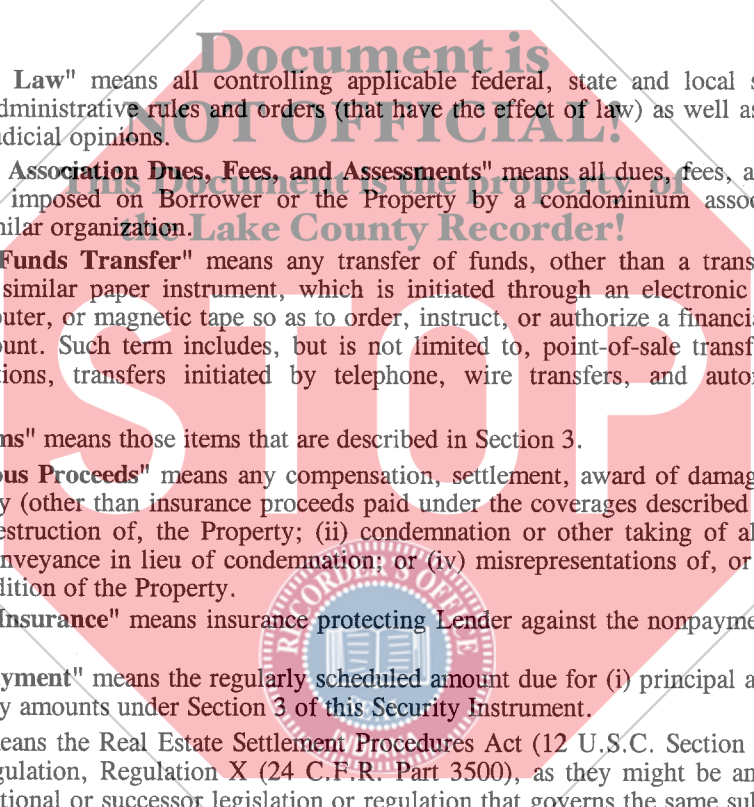 Document is
Law" means all controlling applicable federal, state and local
dministrative rules and orders (that have the effect of law) as well as
NOT OFFICIAL!
dicial opinions.
Association Dues, Fees, and Assessments" means all dues, fees,
This Document is the property of
imposed on Borrower or the Property by a condominium assoc
nilar organization.
the Lake County Recorder!
Funds Transfer" means any transfer of funds, other than a trans
similar paper instrument, which is initiated through an electronic
outer, or magnetic tape so as to order, instruct, or authorize a financia
ount. Such term includes, but is not limited to, point-of-sale transf
tions, transfers initiated by telephone, wire transfers, and auto
STOP
ms" means those items that are described in Section 3.
ous Proceeds" means any compensation, settlement, award of damag
y (other than insurance proceeds paid under the coverages described
estruction of, the Property; (ii) condemnation or other taking of al
nveyance in lieu of condemnation; or (iv) misrepresentations of, or
dition of the Property.
RECORDER'S OFFICE
Insurance" means insurance protecting Lender against the nonpayme
yment" means the regularly scheduled amount due for (i) principal a
y amounts under Section 3 of this Security Instrument.
eans the Real Estate Settlement Procedures Act (12 U.S.C. Section
gulation, Regulation X (24 C.F.R. Part 3500), as they might be
tional or successor legislation or regulation that governs the same